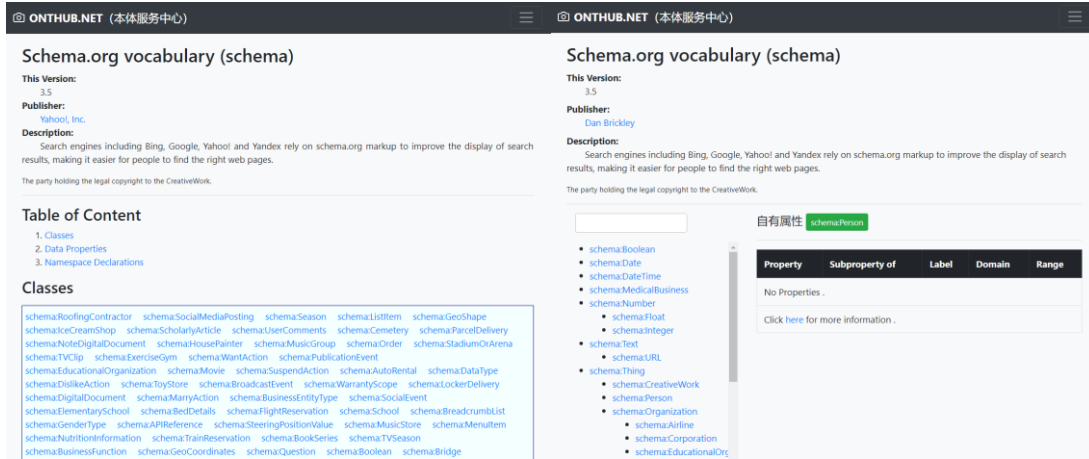 ONTHUB.NET（本体服务中心）
Schema.org vocabulary (schema)
This Version:
3.5
Publisher:
Yahoo!, Inc.
Description:
Search engines including Bing, Google, Yahoo! and Yandex rely on schema.org markup to improve the display of search
results, making it easier for people to find the right web pages.
The party holding the legal copyright to the CreativeWork.
Table of Content
1. Classes
2. Data Properties
3. Namespace Declarations
Classes
schema:RoofingContractor schema:SocialMediaPosting schema:Season schema:ListItem schema:GeoShape
schema:IceCreamShop schema:ScholarlyArticle schema:UserComments schema:Cemetery schema:ParcelDelivery
schema:NoteDigitalDocument schema:HousePainter schema:MusicGroup schema:Order schema:StadiumOrArena
schema:TVClip schema:ExerciseGym schema:WantAction schema:PublicationEvent
schema:EducationalOrganization schema:Movie schema:SuspendAction schema:AutoRental schema:DataType
schema:DislikeAction schema:ToyStore schema:BroadcastEvent schema:WarrantyScope schema:LockerDelivery
schema:DigitalDocument schema:MarryAction schema:BusinessEntityType schema:SocialEvent
schema:ElementarySchool schema:BedDetails schema:FlightReservation schema:School schema:BreadcrumbList
schema:GenderType schema:APIReference schema:SteeringPositionValue schema:MusicStore schema:MenuItem
schema:NutritionInformation schema:TrainReservation schema:BookSeries schema:TVSeason
schema:BusinessFunction schema:GeoCoordinates schema:Question schema:Boolean schema:Bridge
ONTHUB.NET（本体服务中心）
Schema.org vocabulary (schema)
This Version:
3.5
Publisher:
Dan Brickley
Description:
Search engines including Bing, Google, Yahoo! and Yandex rely on schema.org markup to improve the display of search
results, making it easier for people to find the right web pages.
The party holding the legal copyright to the CreativeWork.
schema:Boolean
schema:Date
schema:DateTime
schema:MedicalBusiness
schema:Number
schema:Float
schema:Integer
schema:Text
schema:URL
schema:Thing
schema:CreativeWork
schema:Person
schema:Organization
schema:Airline
schema:Corporation
schema:EducationalOrg
自有属性 schema:Person
Property Subproperty of Label Domain Range
No Properties .
Click here for more information .